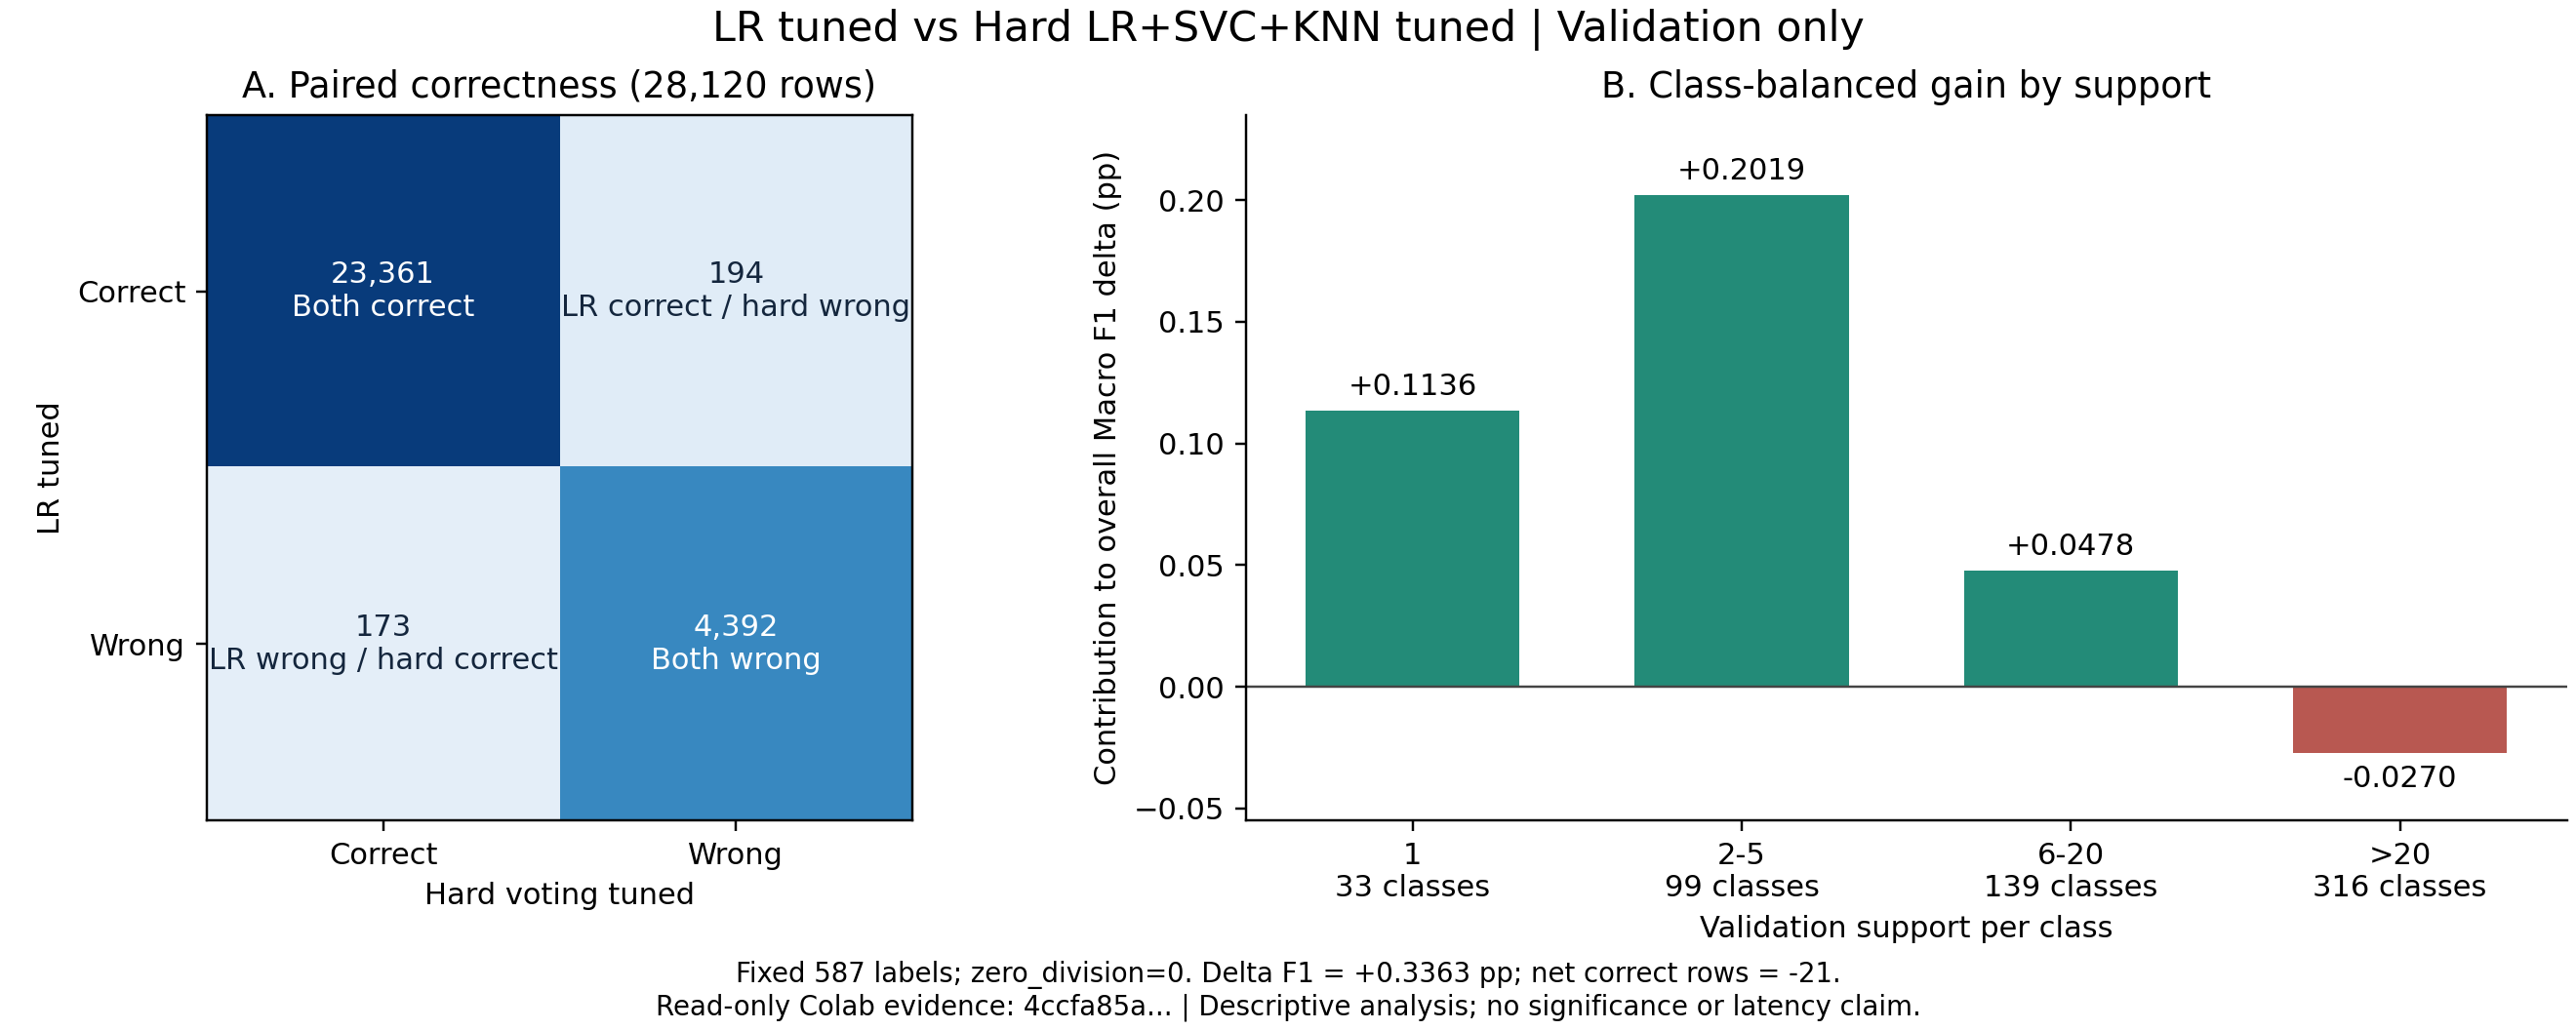 LR tuned vs Hard LR+SVC+KNN tuned | Validation only
A. Paired correctness (28,120 rows)
LR tuned
Correct
Wrong
23,361
Both correct
194
LR correct / hard wrong
173
LR wrong / hard correct
4,392
Both wrong
Correct
Wrong
Hard voting tuned
B. Class-balanced gain by support
Contribution to overall Macro F1 delta (pp)
0.20
0.15
0.10
0.05
0.00
−0.05
+0.1136
+0.2019
+0.0478
-0.0270
1
33 classes
2-5
99 classes
6-20
139 classes
>20
316 classes
Validation support per class
Fixed 587 labels; zero_division=0. Delta F1 = +0.3363 pp; net correct rows = -21.
Read-only Colab evidence: 4ccfa85a... | Descriptive analysis; no significance or latency claim.